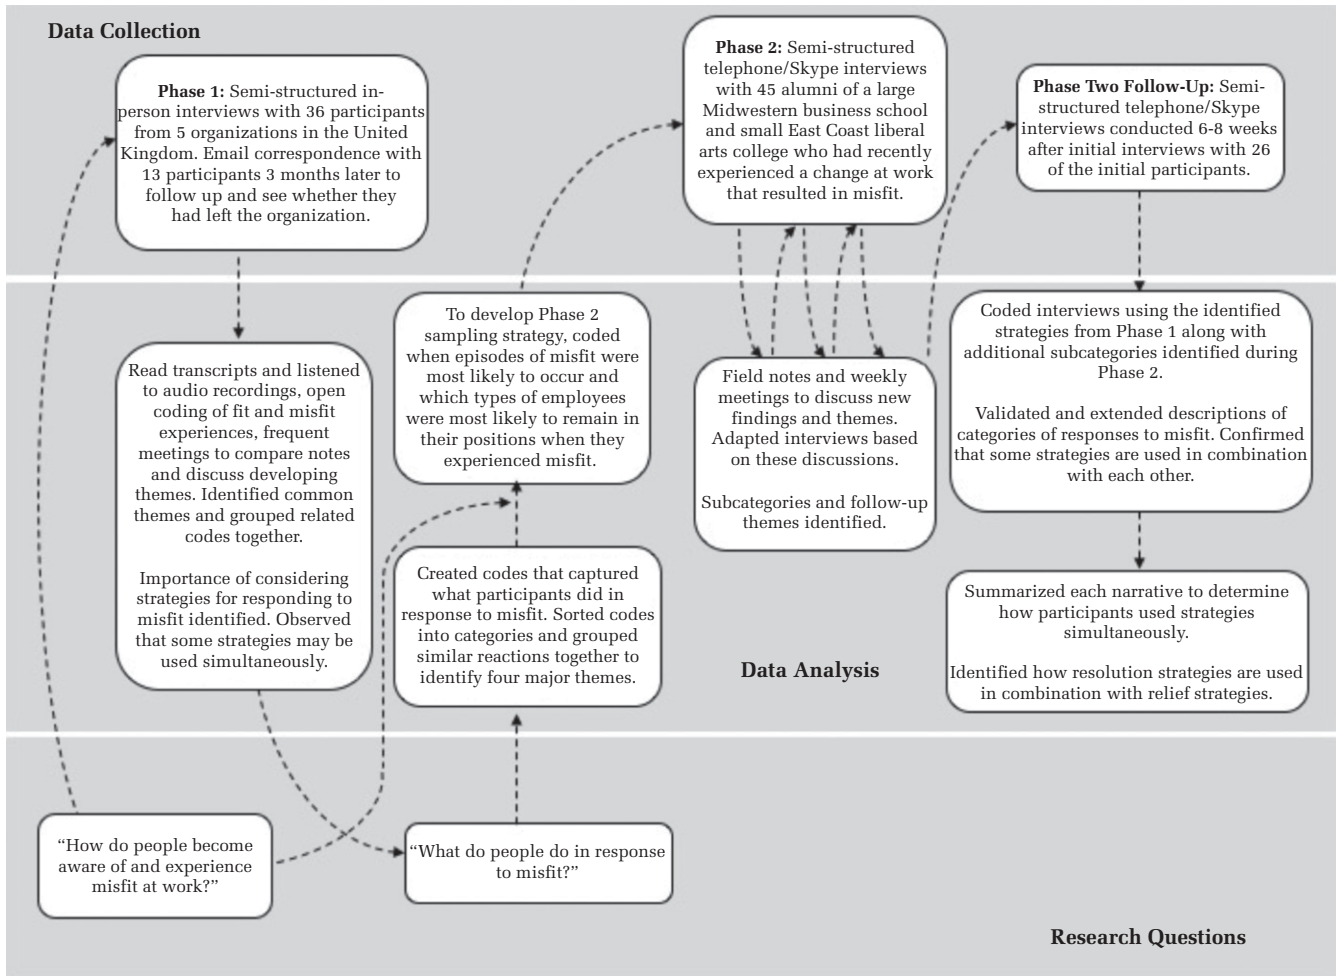 Data Collection
Phase 1: Semi-structured in-
person interviews with 36 participants
from 5 organizations in the United
Kingdom. Email correspondence with
13 participants 3 months later to
follow up and see whether they
had left the organization.
Phase 2: Semi-structured
telephone/Skype interviews
with 45 alumni of a large
Midwestern business school
and small East Coast liberal
arts college who had recently
experienced a change at work
that resulted in misfit.
Phase Two Follow-Up: Semi-
structured telephone/Skype
interviews conducted 6-8 weeks
after initial interviews with 26
of the initial participants.
Read transcripts and listened
to audio recordings, open
coding of fit and misfit
experiences, frequent
meetings to compare notes
and discuss developing
themes. Identified common
themes and grouped related
codes together.
Importance of considering
strategies for responding to
misfit identified. Observed
that some strategies may be
used simultaneously.
To develop Phase 2
sampling strategy, coded
when episodes of misfit were
most likely to occur and
which types of employees
were most likely to remain in
their positions when they
experienced misfit.
Created codes that captured
what participants did in
response to misfit. Sorted codes
into categories and grouped
similar reactions together to
identify four major themes.
Field notes and weekly
meetings to discuss new
findings and themes.
Adapted interviews based
on these discussions.
Subcategories and follow-up
themes identified.
Coded interviews using the identified
strategies from Phase 1 along with
additional subcategories identified during
Phase 2.
Validated and extended descriptions of
categories of responses to misfit. Confirmed
that some strategies are used in combination
with each other.
Summarized each narrative to determine
how participants used strategies
simultaneously.
Identified how resolution strategies are used
in combination with relief strategies.
Data Analysis
“How do people become
aware of and experience
misfit at work?”
“What do people do in response
to misfit?”
Research Questions